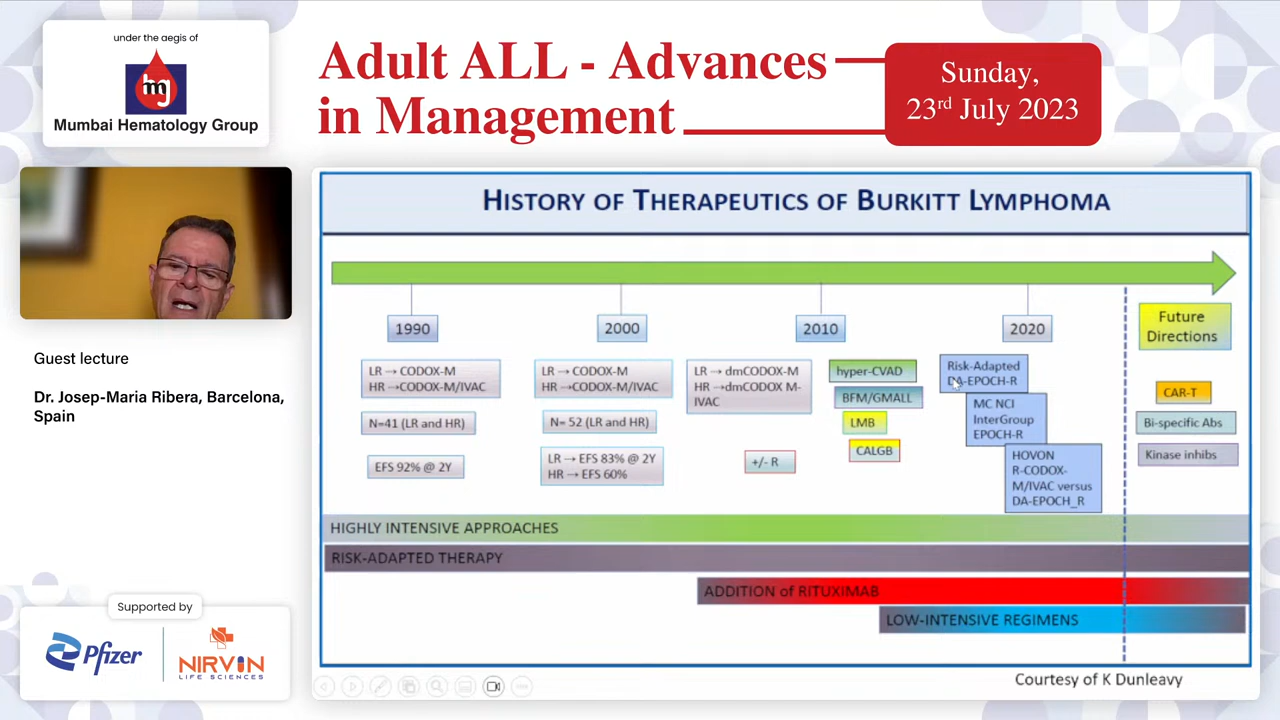 under the aegis of
mj
Mumbai Hematology Group
Adult ALL - Advances
in Management
Sunday,
23rd July 2023
Guest lecture
Dr. Josep-Maria Ribera, Barcelona,
Spain
Supported by
Pfizer
NIRVIN
LIFE SCIENCES
HISTORY OF THERAPEUTICS OF BURKITT LYMPHOMA
1990
2000
2010
2020
Future
Directions
LR → CODOX-M
HR →CODOX-M/IVAC
N=41 (LR and HR)
EFS 92% @ 2Y
LR → CODOX-M
HR →CODOX-M/IVAC
N= 52 (LR and HR)
LR → EFS 83% @ 2Y
HR → EFS 60%
LR → dmCODOX-M
HR →dmCODOX M-
IVAC
+/- R
hyper-CVAD
BFM/GMALL
LMB
CALGB
Risk-Adapted
DA-EPOCH-R
MC NCI
InterGroup
EPOCH-R
HOVON
R-CODOX-
M/IVAC versus
DA-EPOCH_R
CAR-T
Bi-specific Abs
Kinase inhibs
HIGHLY INTENSIVE APPROACHES
RISK-ADAPTED THERAPY
ADDITION of RITUXIMAB
LOW-INTENSIVE REGIMENS
Courtesy of K Dunleavy